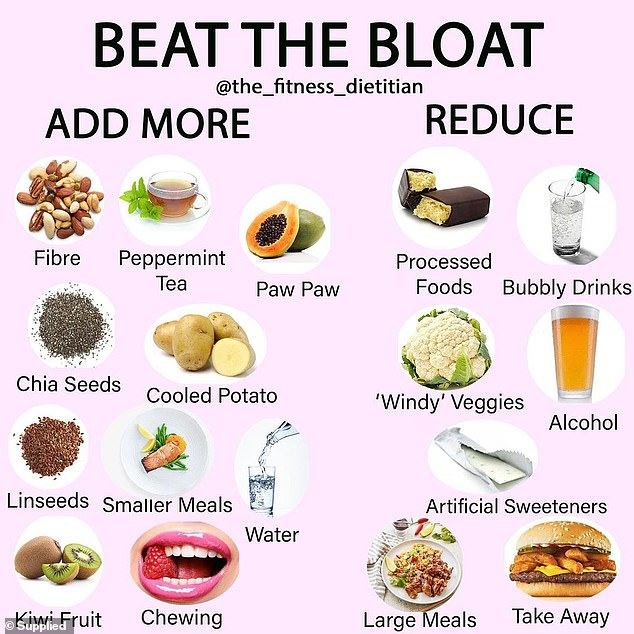 BEAT THE BLOAT
@the_fitness_dietitian
ADD MORE
Fibre
Peppermint
Tea
Paw Paw
Chia Seeds
Cooled Potato
Linseeds
Smaller Meals
Water
Kiwi Fruit
Chewing
REDUCE
Processed
Foods
Bubbly Drinks
'Windy' Veggies
Alcohol
Artificial Sweeteners
Large Meals
Take Away
© Supplied